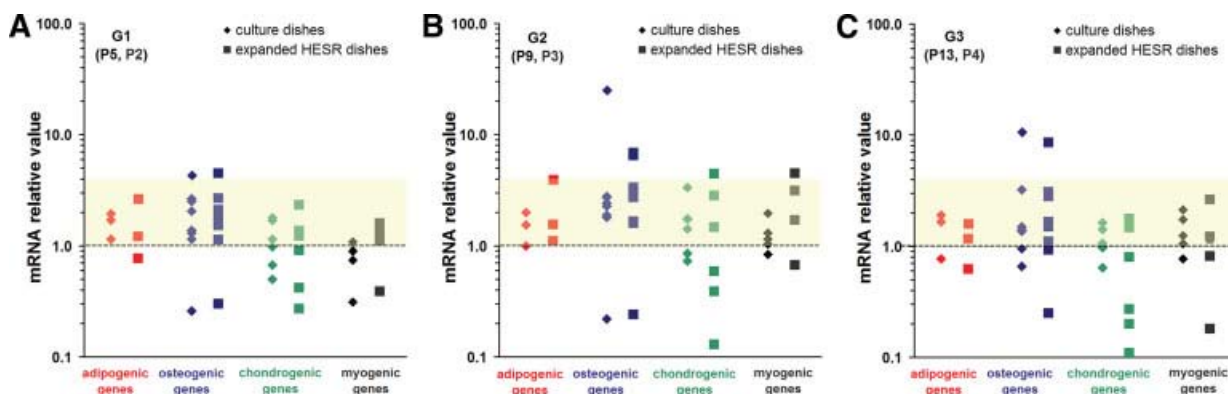 A
G1
(P5, P2)
culture dishes
expanded HESR dishes
mRNA relative value
100.0
10.0
1.0
0.1
adipogenic genes
osteogenic genes
chondrogenic genes
myogenic genes
B
G2
(P9, P3)
culture dishes
expanded HESR dishes
mRNA relative value
100.0
10.0
1.0
0.1
adipogenic genes
osteogenic genes
chondrogenic genes
myogenic genes
C
G3
(P13, P4)
culture dishes
expanded HESR dishes
mRNA relative value
100.0
10.0
1.0
0.1
adipogenic genes
osteogenic genes
chondrogenic genes
myogenic genes